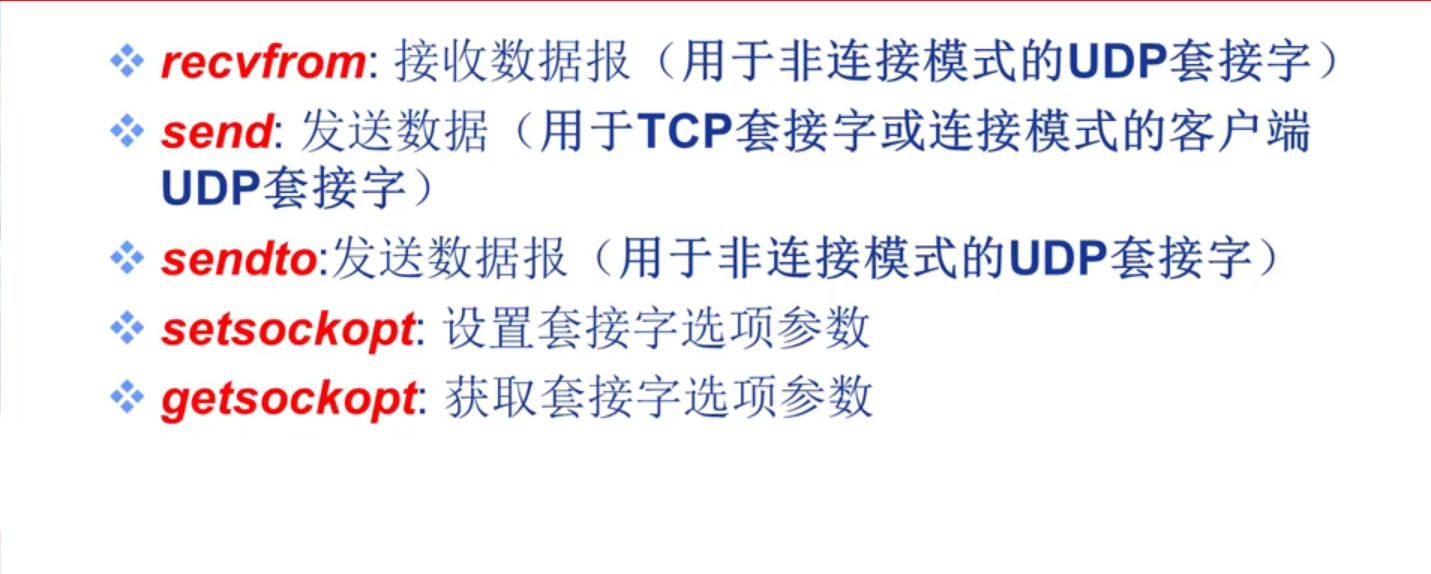 recvfrom: 接收数据报（用于非连接模式的UDP套接字）
send: 发送数据（用于TCP套接字或连接模式的客户端
UDP套接字）
sendto:发送数据报（用于非连接模式的UDP套接字）
setsockopt: 设置套接字选项参数
getsockopt: 获取套接字选项参数